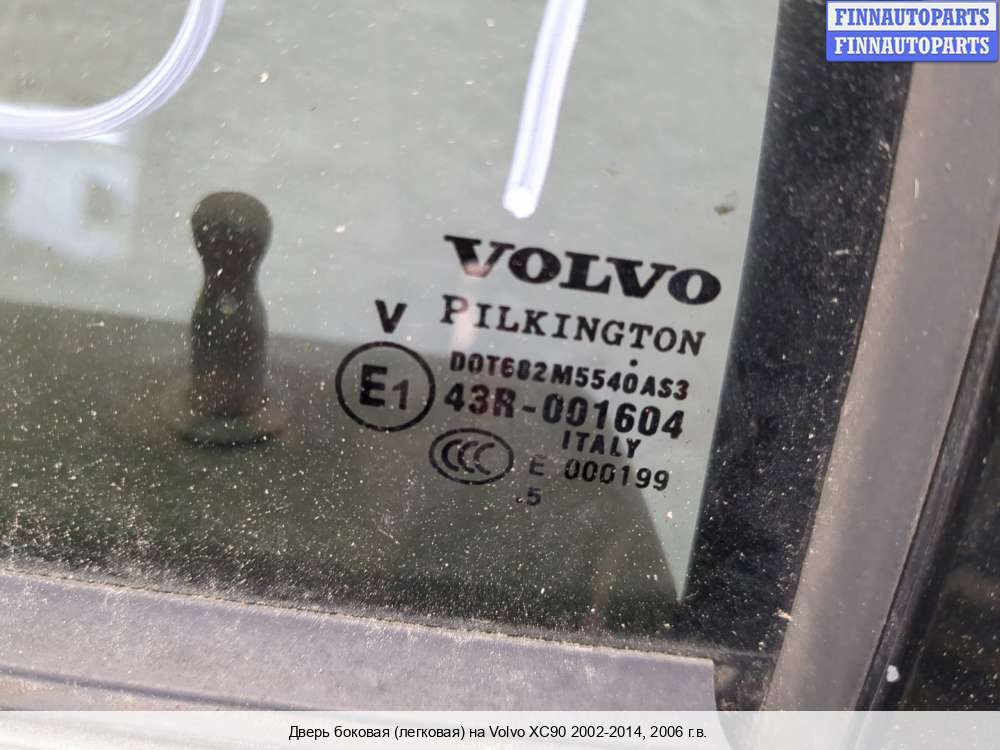 FINNAUTOPARTS
FINNAUTOPARTS
VOLVO
V PILKINGTON
DOT682M5540AS3
E1 43R-001604
ITALY
CCC E 000199
.5
Дверь боковая (легковая) на Volvo XC90 2002-2014, 2006 г.в.